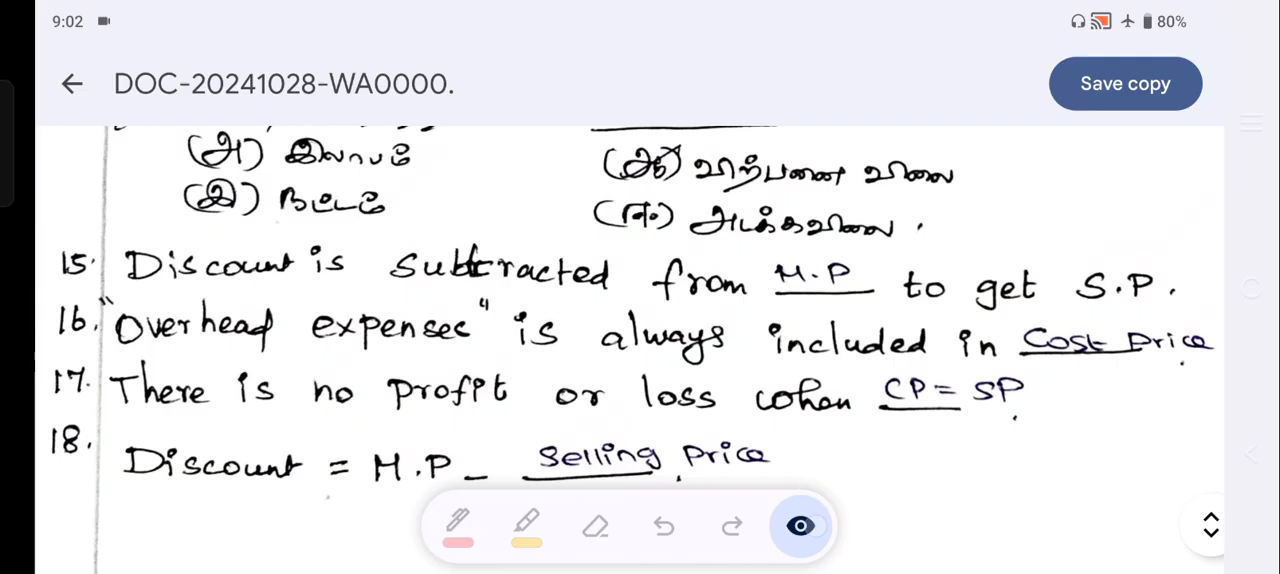 9:02 80%
DOC-20241028-WA0000. Save copy
(அ) இலாபம் (ஆ) விற்பனை விலை
(இ) நட்டம் (ஈ) அடக்கவிலை.
15. Discount is subtracted from M.P to get S.P.
16. "Overhead expenses" is always included in Cost Price
17. There is no profit or loss when CP = SP.
18. Discount = M.P - Selling Price.